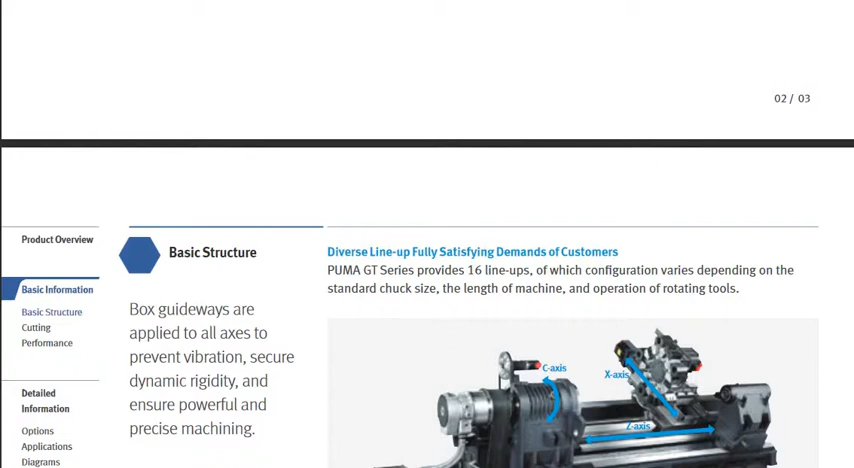 02 / 03
Product Overview
Basic Information
Basic Structure
Cutting
Performance
Detailed
Information
Options
Applications
Diagrams
Basic Structure
Box guideways are
applied to all axes to
prevent vibration, secure
dynamic rigidity, and
ensure powerful and
precise machining.
Diverse Line-up Fully Satisfying Demands of Customers
PUMA GT Series provides 16 line-ups, of which configuration varies depending on the
standard chuck size, the length of machine, and operation of rotating tools.
C-axis
X-axis
Z-axis